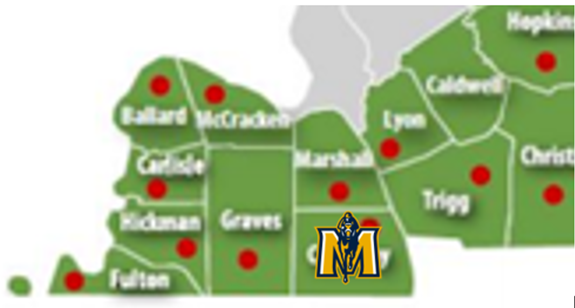 Hopkins
Caldwell
Ballard
McCracken
Lyon
Carlisle
Marshall
Christ
Trigg
Hickman
Graves
M
Fulton